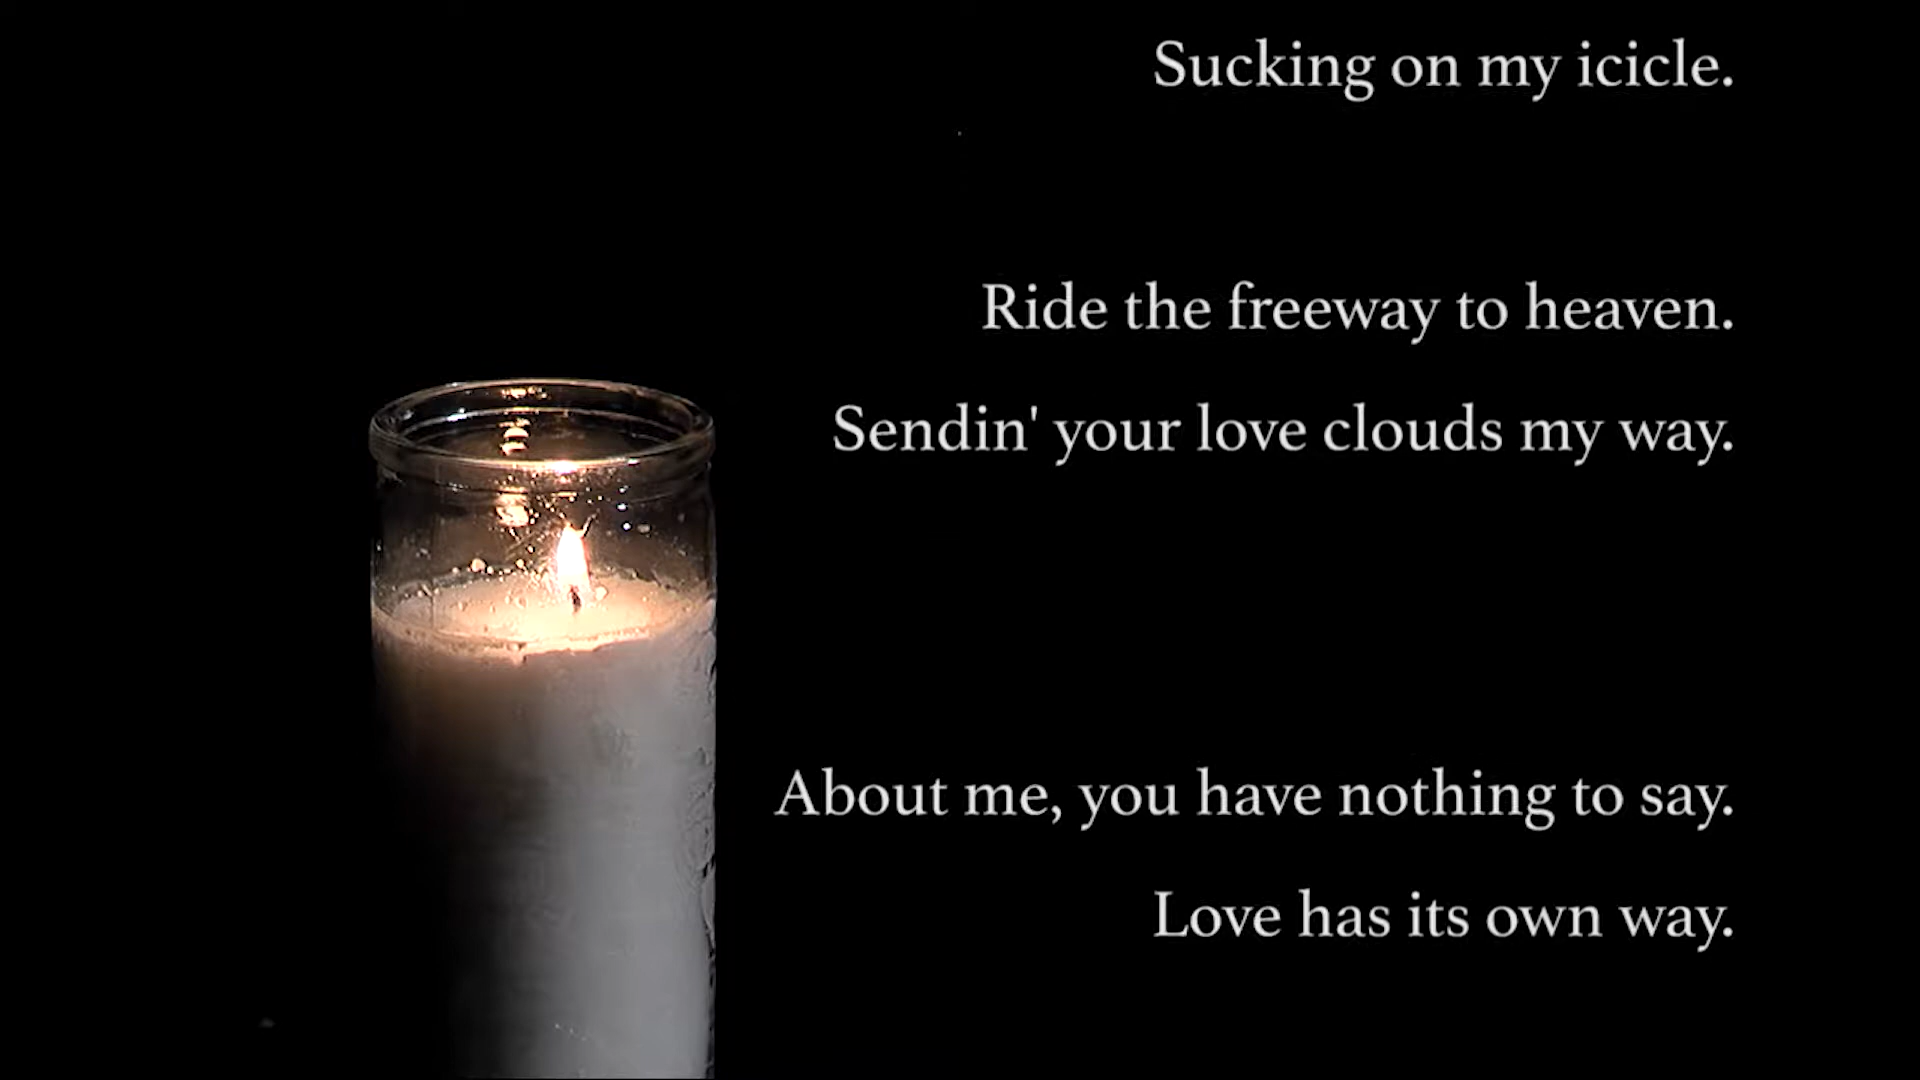 Sucking on my icicle.
Ride the freeway to heaven.
Sendin' your love clouds my way.
About me, you have nothing to say.
Love has its own way.